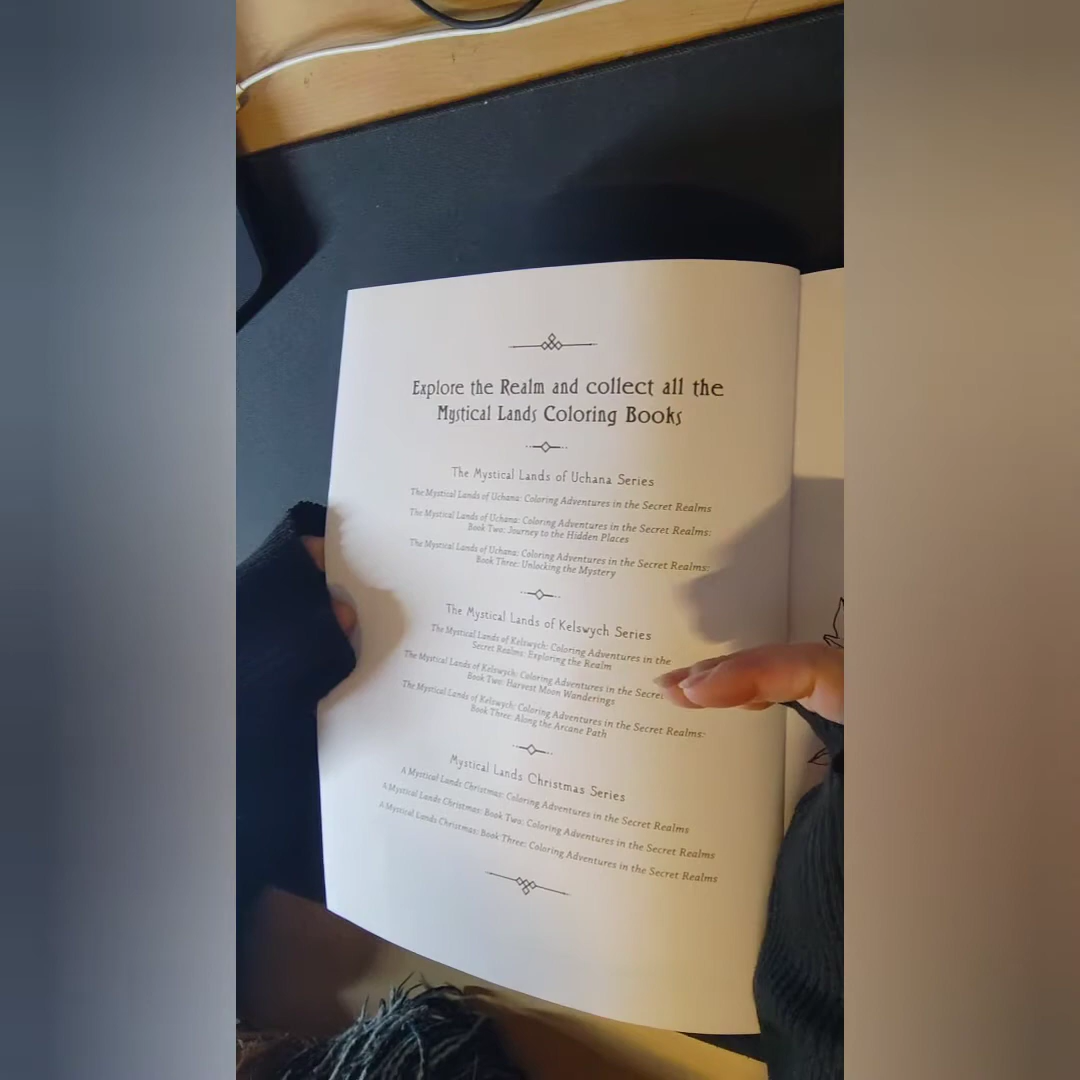 Explore the Realm and collect all the
Mystical Lands Coloring Books
The Mystical Lands of Uchana Series
The Mystical Lands of Uchana: Coloring Adventures in the Secret Realms
The Mystical Lands of Uchana: Coloring Adventures in the Secret Realms:
Book Two: Journey to the Hidden Places
The Mystical Lands of Uchana: Coloring Adventures in the Secret Realms:
Book Three: Unlocking the Mystery
The Mystical Lands of Kelswych Series
The Mystical Lands of Kelswych: Coloring Adventures in the
Secret Realms: Exploring the Realm
The Mystical Lands of Kelswych: Coloring Adventures in the Secret
Book Two: Harvest Moon Wanderings
The Mystical Lands of Kelswych: Coloring Adventures in the Secret Realms:
Book Three: Along the Arcane Path
Mystical Lands Christmas Series
A Mystical Lands Christmas: Coloring Adventures in the Secret Realms
A Mystical Lands Christmas: Book Two: Coloring Adventures in the Secret Realms
A Mystical Lands Christmas: Book Three: Coloring Adventures in the Secret Realms